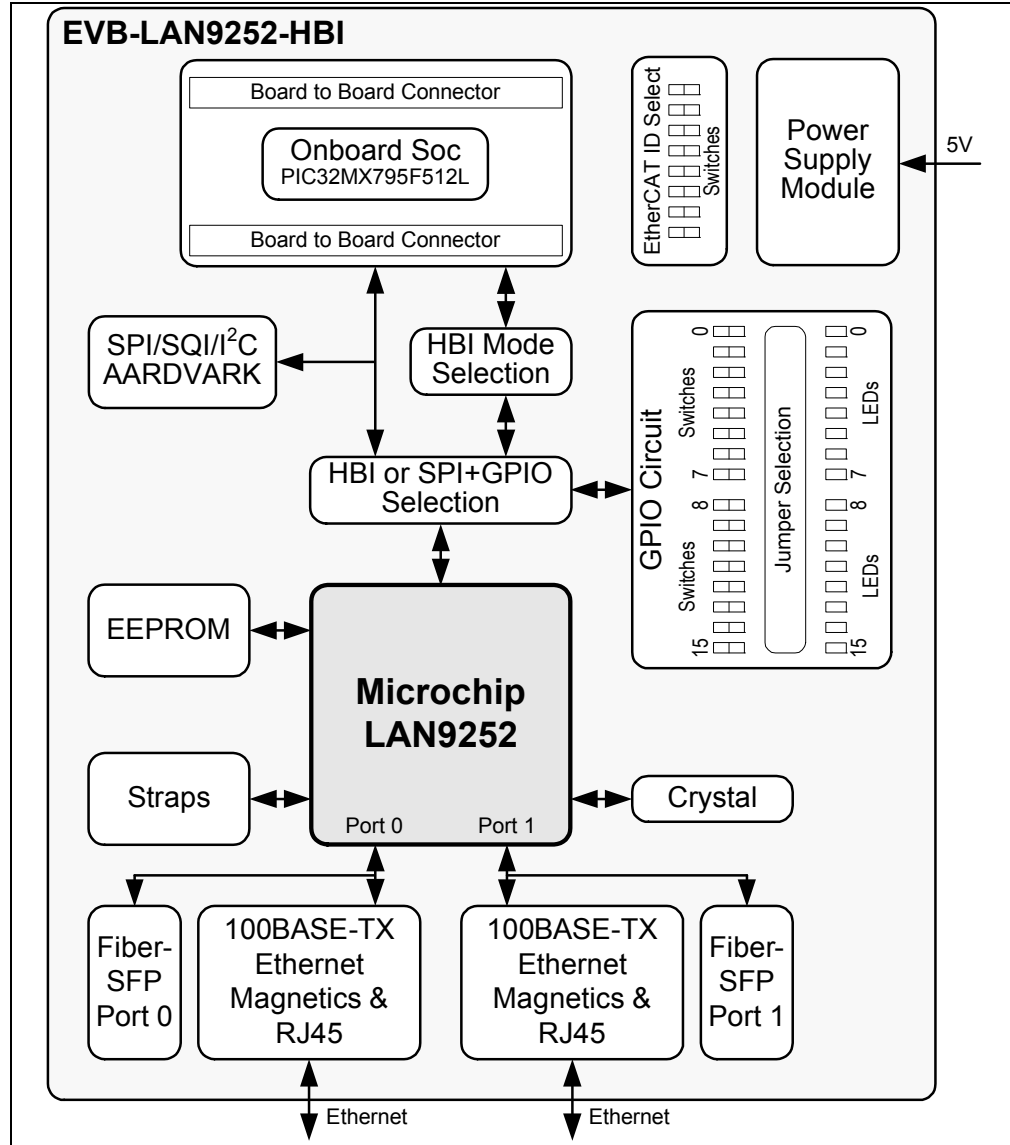 EVB-LAN9252-HBI
Board to Board Connector
Onboard Soc
PIC32MX795F512L
Board to Board Connector
EtherCAT ID Select
Switches
Power
Supply
Module
5V
SPI/SQI/I²C
AARDVARK
HBI Mode
Selection
HBI or SPI+GPIO
Selection
GPIO Circuit
0
Switches
7
8
Switches
15
Jumper Selection
0
LEDs
7
8
LEDs
15
EEPROM
Microchip
LAN9252
Straps
Crystal
Port 0
Port 1
Fiber-
SFP
Port 0
100BASE-TX
Ethernet
Magnetics &
RJ45
100BASE-TX
Ethernet
Magnetics &
RJ45
Fiber-
SFP
Port 1
Ethernet
Ethernet